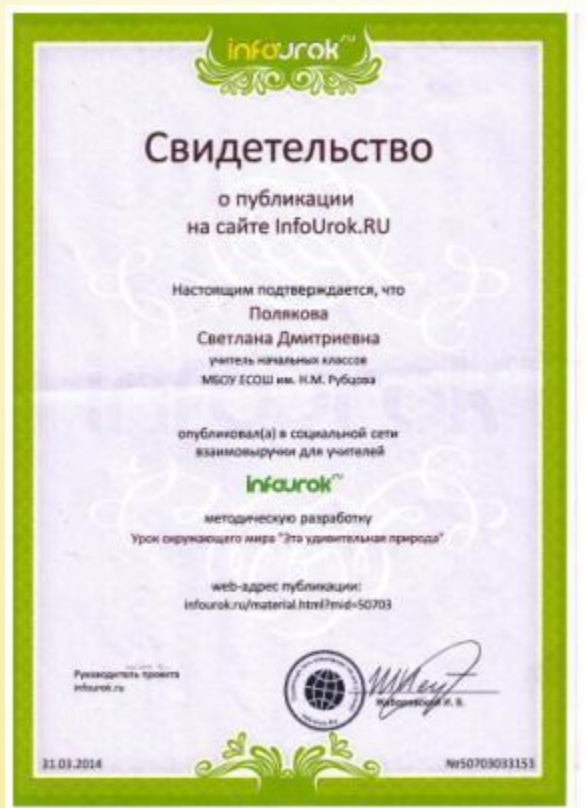 infourok ru
Свидетельство
о публикации
на сайте InfoUrok.RU
Настоящим подтверждается, что
Полякова
Светлана Дмитриевна
учитель начальных классов
МБОУ ЕСОШ им. Н.М. Рубцова
опубликовал(а) в социальной сети
взаимовыручки для учителей
infourok ru
методическую разработку
Урок окружающего мира "Эта удивительная природа"
web-адрес публикации:
infourok.ru/material.html?mid=50703
Руководитель проекта
infourok.ru
И. В.
31.03.2014
№50703033153